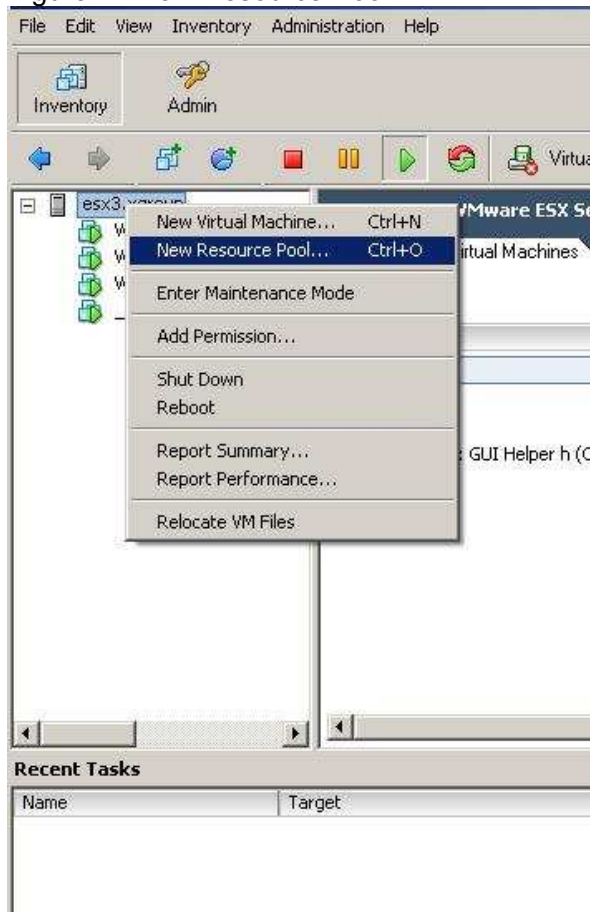 File Edit View Inventory Administration Help
Inventory Admin
Virtua
esx3.vgroup
VMware ESX Se
New Virtual Machine... Ctrl+N
New Resource Pool... Ctrl+O
irtual Machines
Enter Maintenance Mode
Add Permission...
Shut Down
Reboot
Report Summary...
: GUI Helper h (C
Report Performance...
Relocate VM Files
Recent Tasks
Name Target